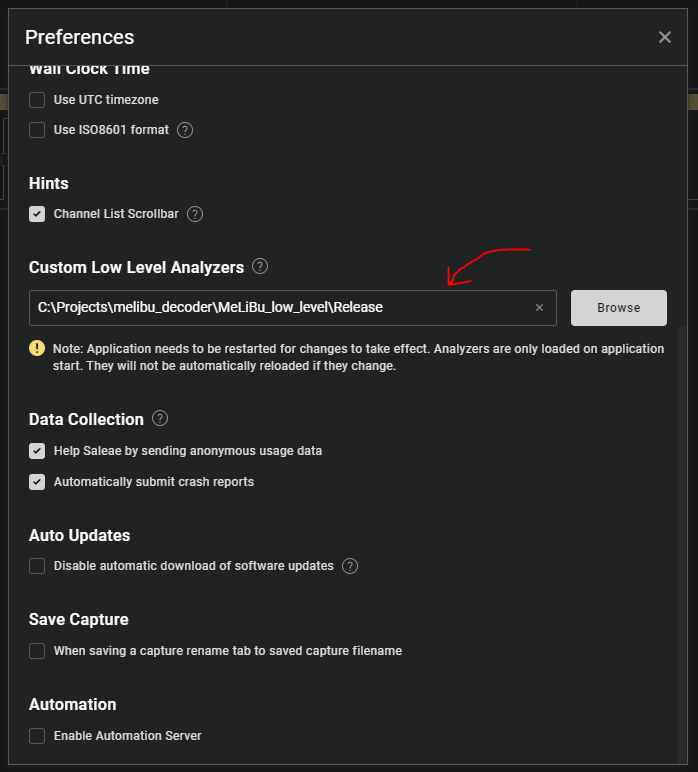 Preferences
Wall Clock Time
Use UTC timezone
Use ISO8601 format ?
Hints
Channel List Scrollbar ?
Custom Low Level Analyzers ?
C:\Projects\melibu_decoder\MeLiBu_low_level\Release
Browse
Note: Application needs to be restarted for changes to take effect. Analyzers are only loaded on application
start. They will not be automatically reloaded if they change.
Data Collection ?
Help Saleae by sending anonymous usage data
Automatically submit crash reports
Auto Updates
Disable automatic download of software updates ?
Save Capture
When saving a capture rename tab to saved capture filename
Automation
Enable Automation Server